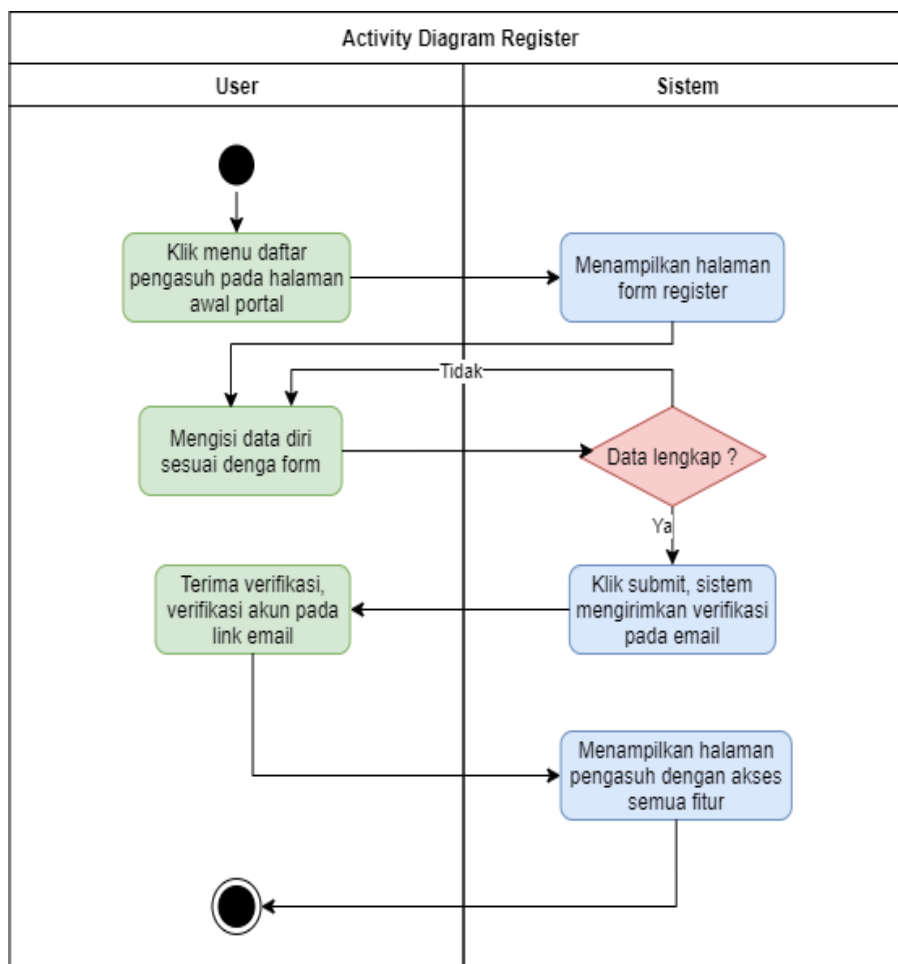 Activity Diagram Register
User
Sistem
Klik menu daftar
pengasuh pada halaman
awal portal
Menampilkan halaman
form register
Tidak
Mengisi data diri
sesuai denga form
Data lengkap ?
Ya
Terima verifikasi,
verifikasi akun pada
link email
Klik submit, sistem
mengirimkan verifikasi
pada email
Menampilkan halaman
pengasuh dengan akses
semua fitur